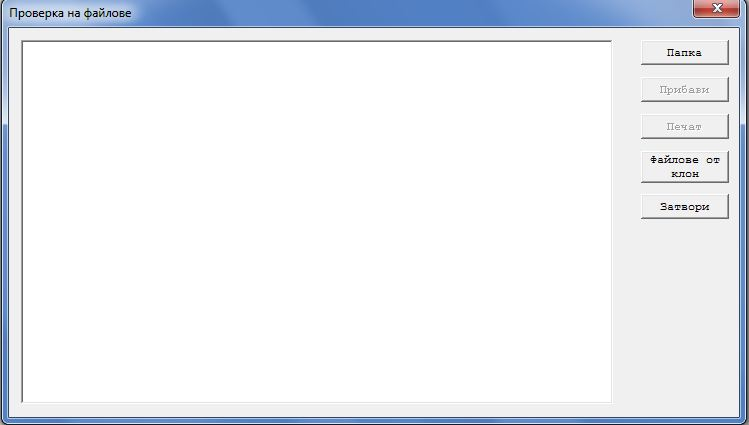 Проверка на файлове
Папка
Прибави
Печат
Файлове от
клон
Затвори